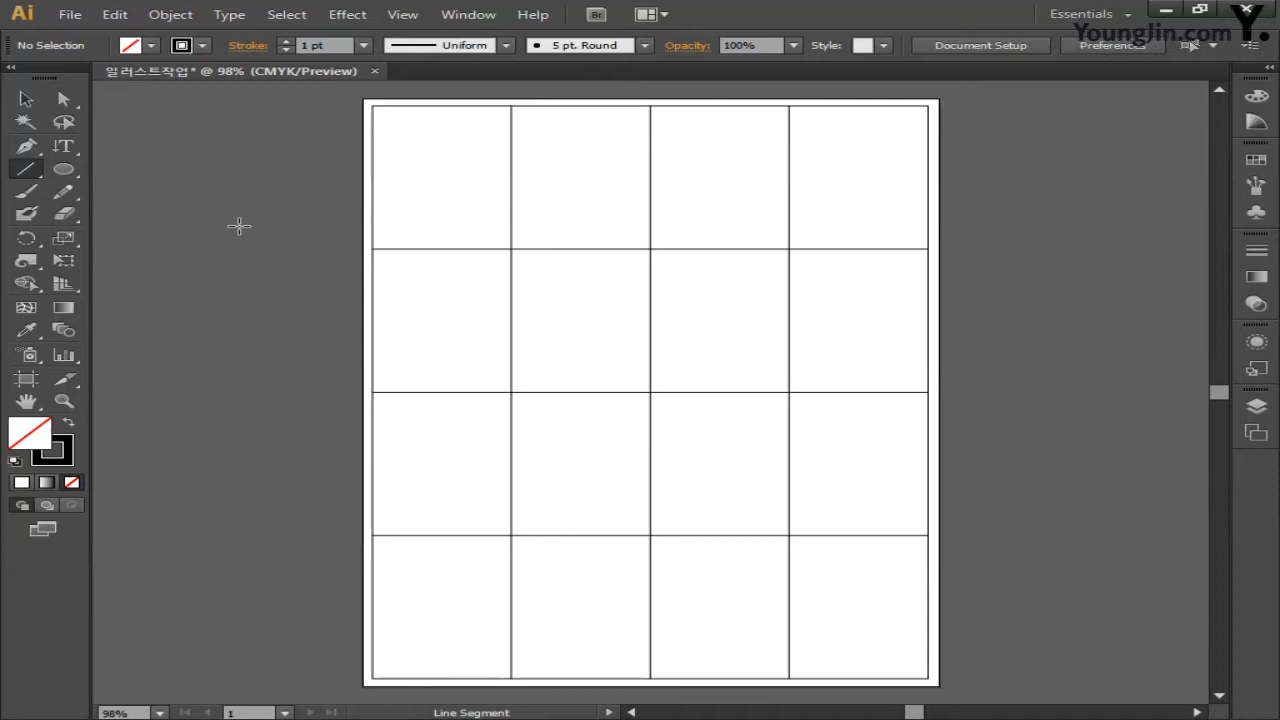 Ai File Edit Object Type Select Effect View Window Help Br Essentials
YoungJin.com Y.
No Selection Stroke: 1 pt Uniform 5 pt. Round Opacity: 100% Style: Document Setup Preferences
일러스트작업* @ 98% (CMYK/Preview) ×
T
98% 1 Line Segment